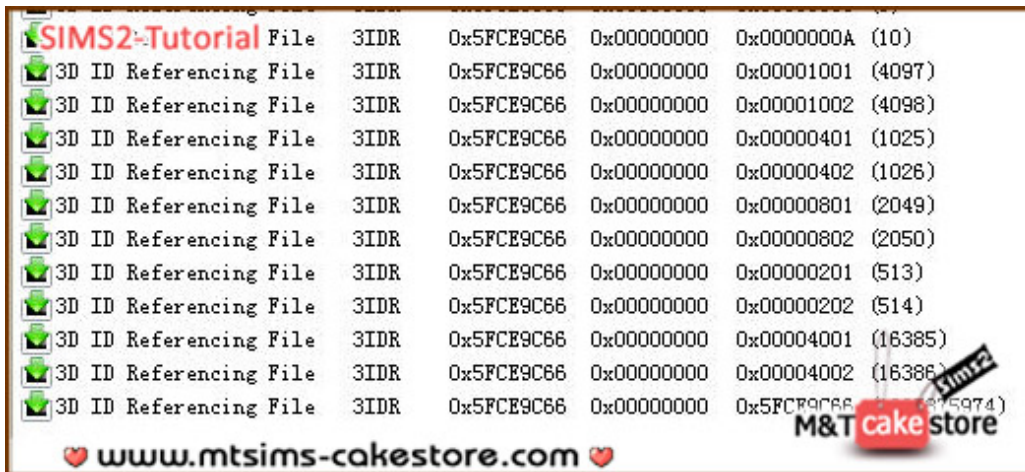 SIMS2-Tutorial File 3IDR 0x5FCE9C66 0x00000000 0x0000000A (10)
3D ID Referencing File 3IDR 0x5FCE9C66 0x00000000 0x00001001 (4097)
3D ID Referencing File 3IDR 0x5FCE9C66 0x00000000 0x00001002 (4098)
3D ID Referencing File 3IDR 0x5FCE9C66 0x00000000 0x00000401 (1025)
3D ID Referencing File 3IDR 0x5FCE9C66 0x00000000 0x00000402 (1026)
3D ID Referencing File 3IDR 0x5FCE9C66 0x00000000 0x00000801 (2049)
3D ID Referencing File 3IDR 0x5FCE9C66 0x00000000 0x00000802 (2050)
3D ID Referencing File 3IDR 0x5FCE9C66 0x00000000 0x00000201 (513)
3D ID Referencing File 3IDR 0x5FCE9C66 0x00000000 0x00000202 (514)
3D ID Referencing File 3IDR 0x5FCE9C66 0x00000000 0x00004001 (16385)
3D ID Referencing File 3IDR 0x5FCE9C66 0x00000000 0x00004002 (16386)
3D ID Referencing File 3IDR 0x5FCE9C66 0x00000000 0x5FCE9C66
Sims2
M&T cake store
www.mtsims-cakestore.com